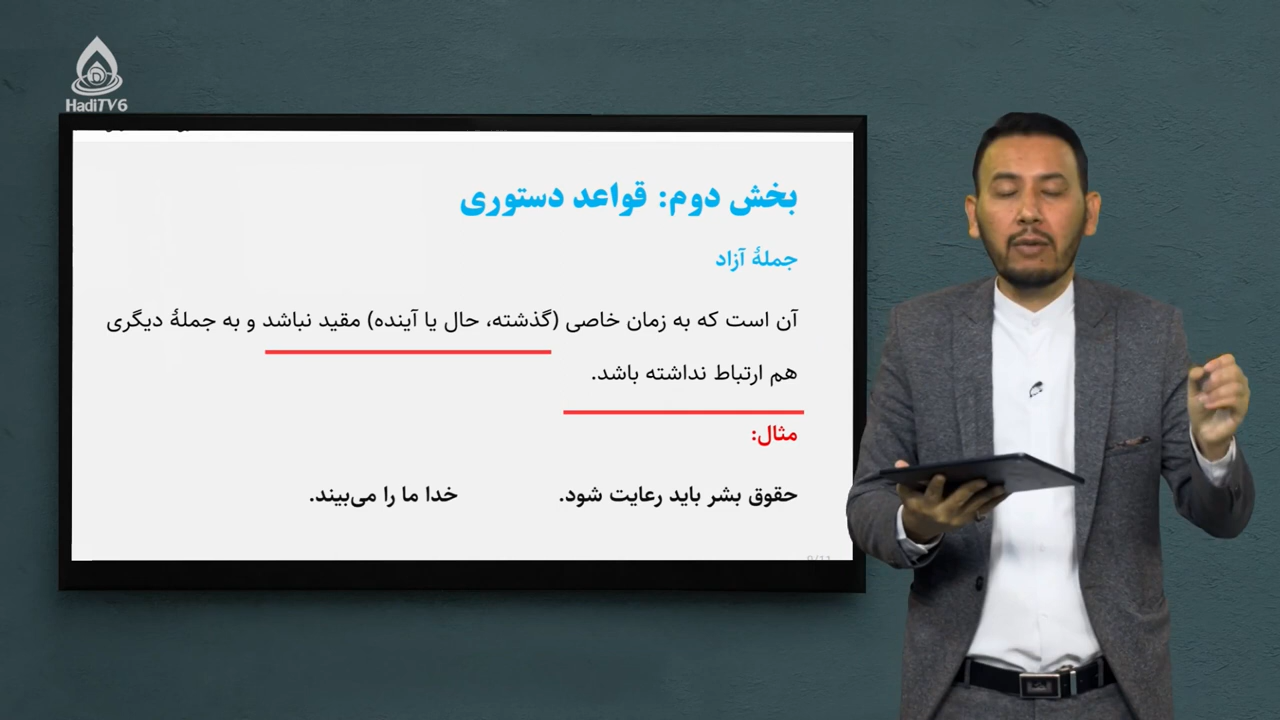 HadiTV6
بخش دوم: قواعد دستوری
جملهٔ آزاد
آن است که به زمان خاصی (گذشته، حال یا آینده) مقید نباشد و به جملهٔ دیگری
هم ارتباط نداشته باشد.
مثال:
حقوق بشر باید رعایت شود. خدا ما را می‌بیند.